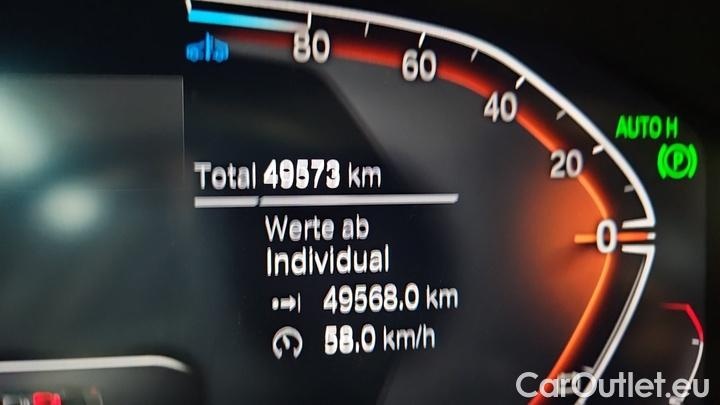 80
60
40
20
0
AUTO H
P
Total 49573 km
Werte ab
Individual
49568.0 km
58.0 km/h
CarOutlet.eu